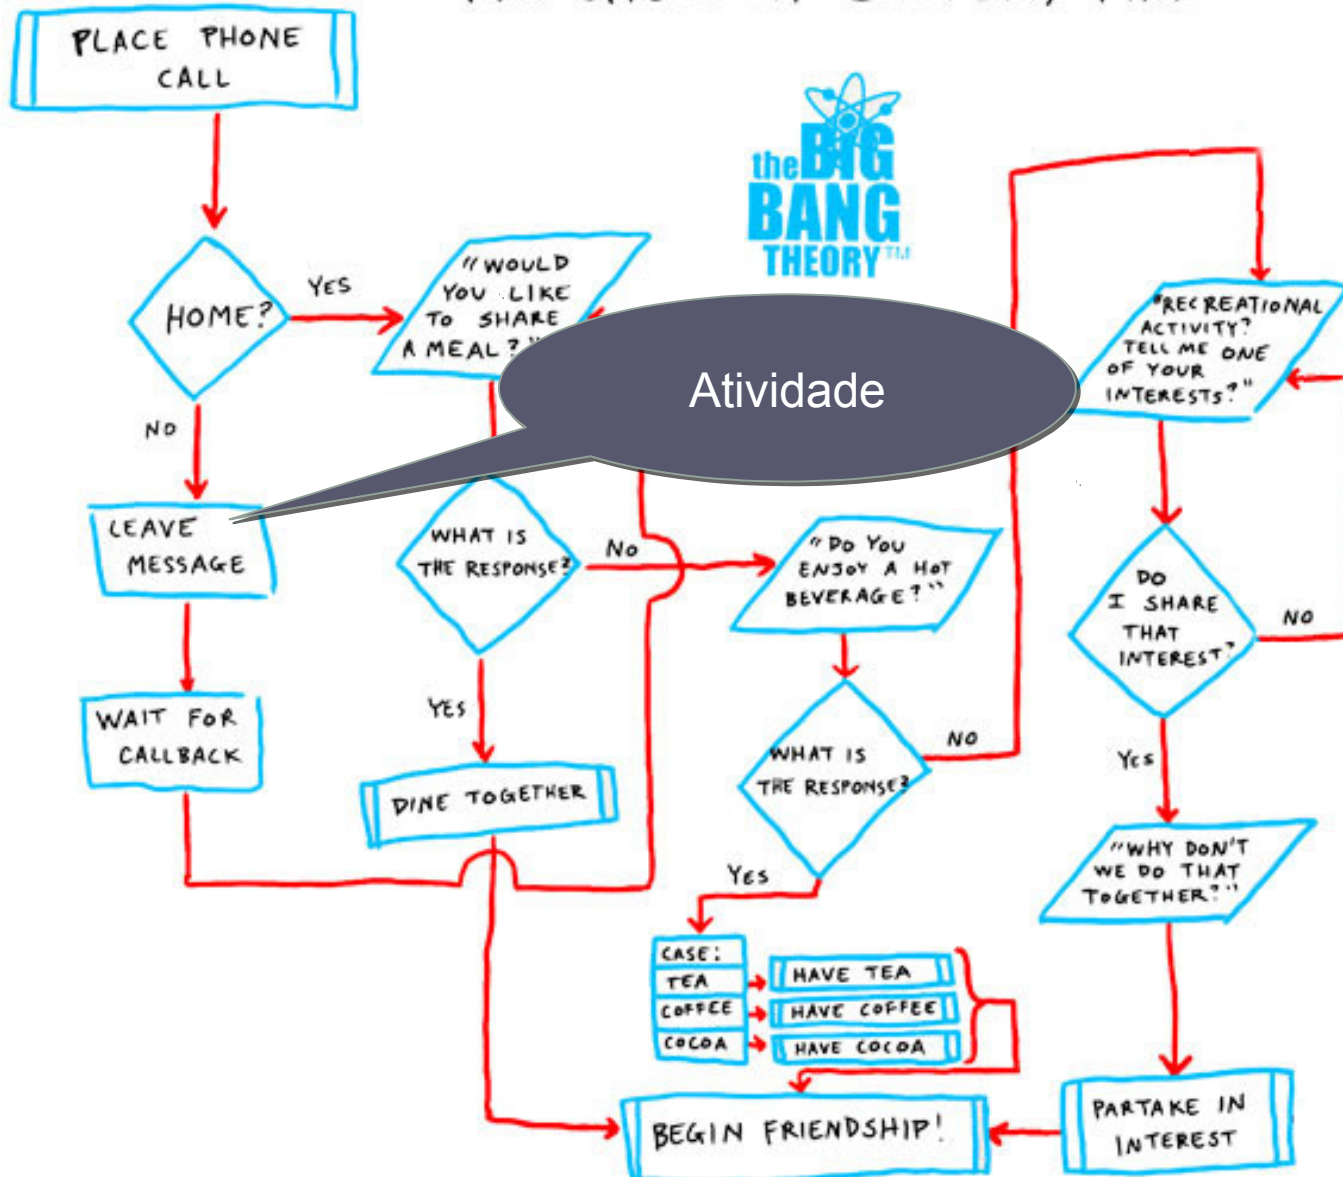 PLACE PHONE
CALL
the BIG
BANG
THEORY™
HOME?
YES
"WOULD
YOU LIKE
TO SHARE
A MEAL?"
"RECREATIONAL
ACTIVITY?
TELL ME ONE
OF YOUR
INTERESTS?"
Atividade
NO
LEAVE
MESSAGE
WHAT IS
THE RESPONSE?
NO
"DO YOU
ENJOY A HOT
BEVERAGE?"
DO
I SHARE
THAT
INTEREST?
NO
WAIT FOR
CALLBACK
YES
DINE TOGETHER
WHAT IS
THE RESPONSE?
NO
YES
"WHY DON'T
WE DO THAT
TOGETHER?"
YES
CASE:
TEA
HAVE TEA
COFFEE
HAVE COFFEE
COCOA
HAVE COCOA
BEGIN FRIENDSHIP!
PARTAKE IN
INTEREST